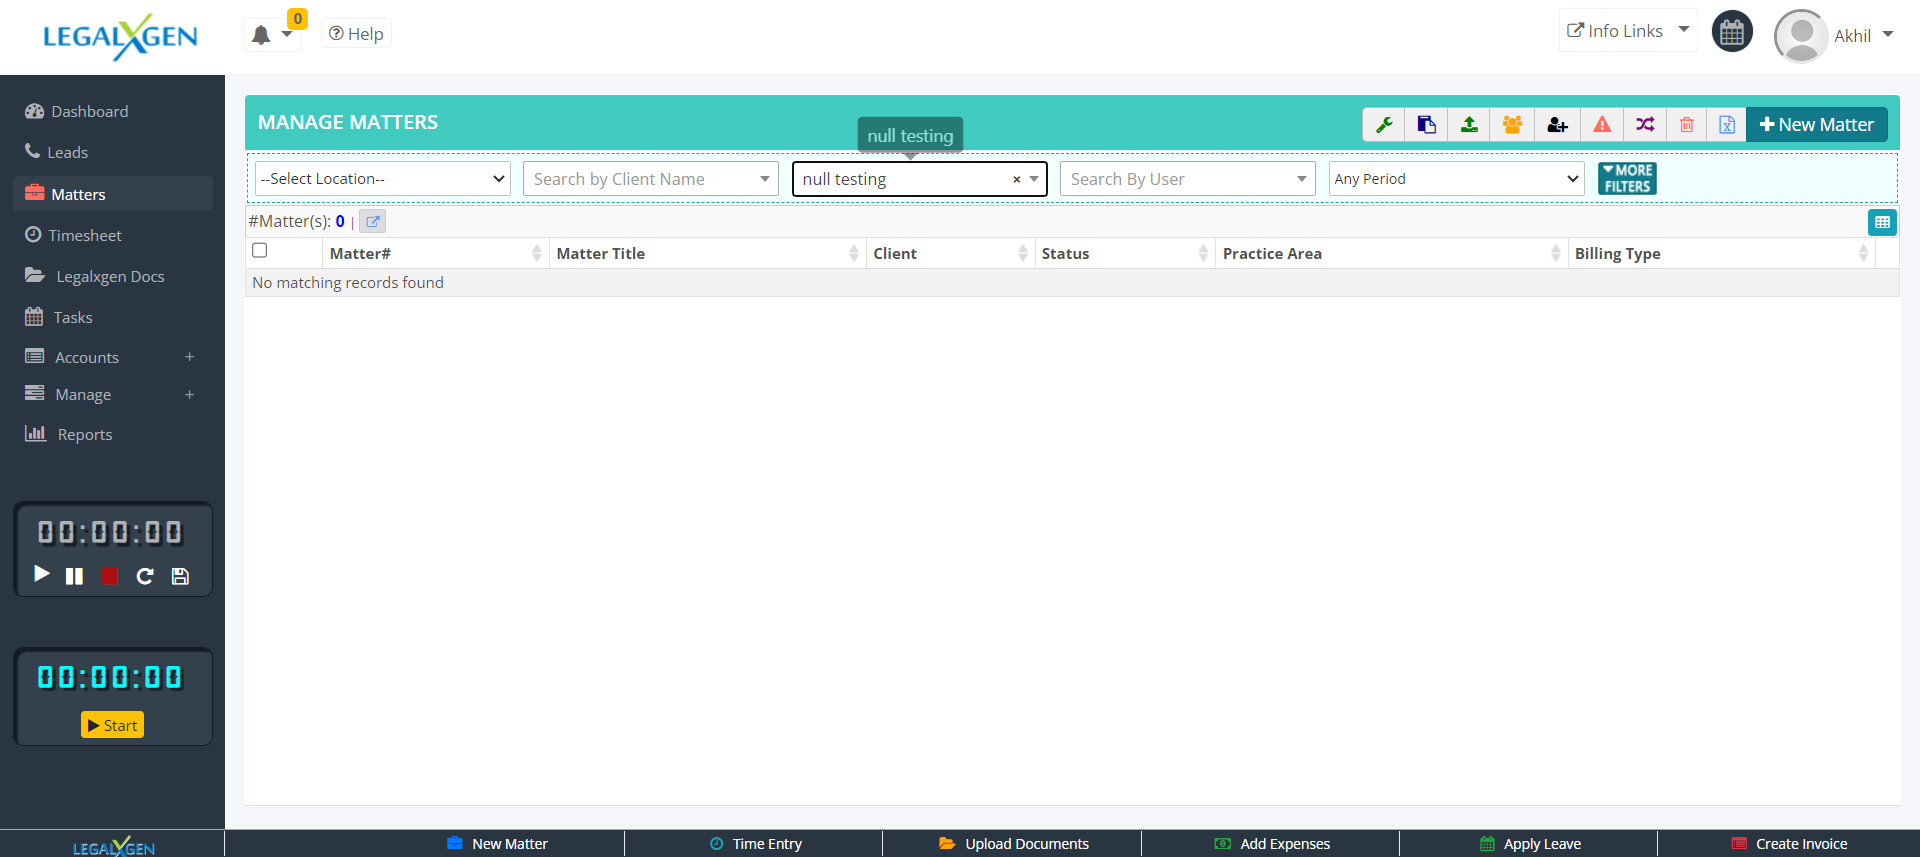 LEGALXGEN
0
Help
Info Links
Akhil
Dashboard
Leads
Matters
Timesheet
Legalxgen Docs
Tasks
Accounts +
Manage +
Reports
00:00:00
00:00:00
Start
MANAGE MATTERS
null testing
New Matter
--Select Location--
Search by Client Name
null testing ×
Search By User
Any Period
MORE
FILTERS
#Matter(s): 0 |
Matter#
Matter Title
Client
Status
Practice Area
Billing Type
No matching records found
LEGALXGEN
New Matter
Time Entry
Upload Documents
Add Expenses
Apply Leave
Create Invoice